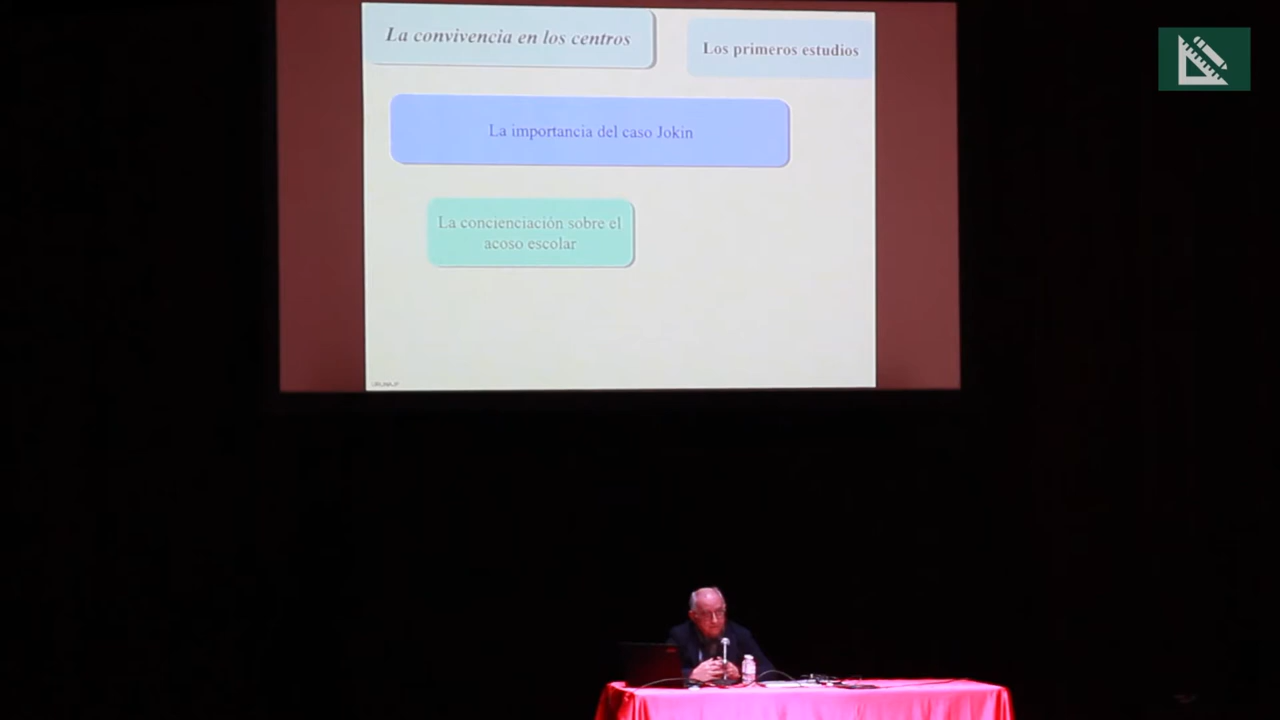 La convivencia en los centros
Los primeros estudios
La importancia del caso Jokin
La concienciación sobre el
acoso escolar